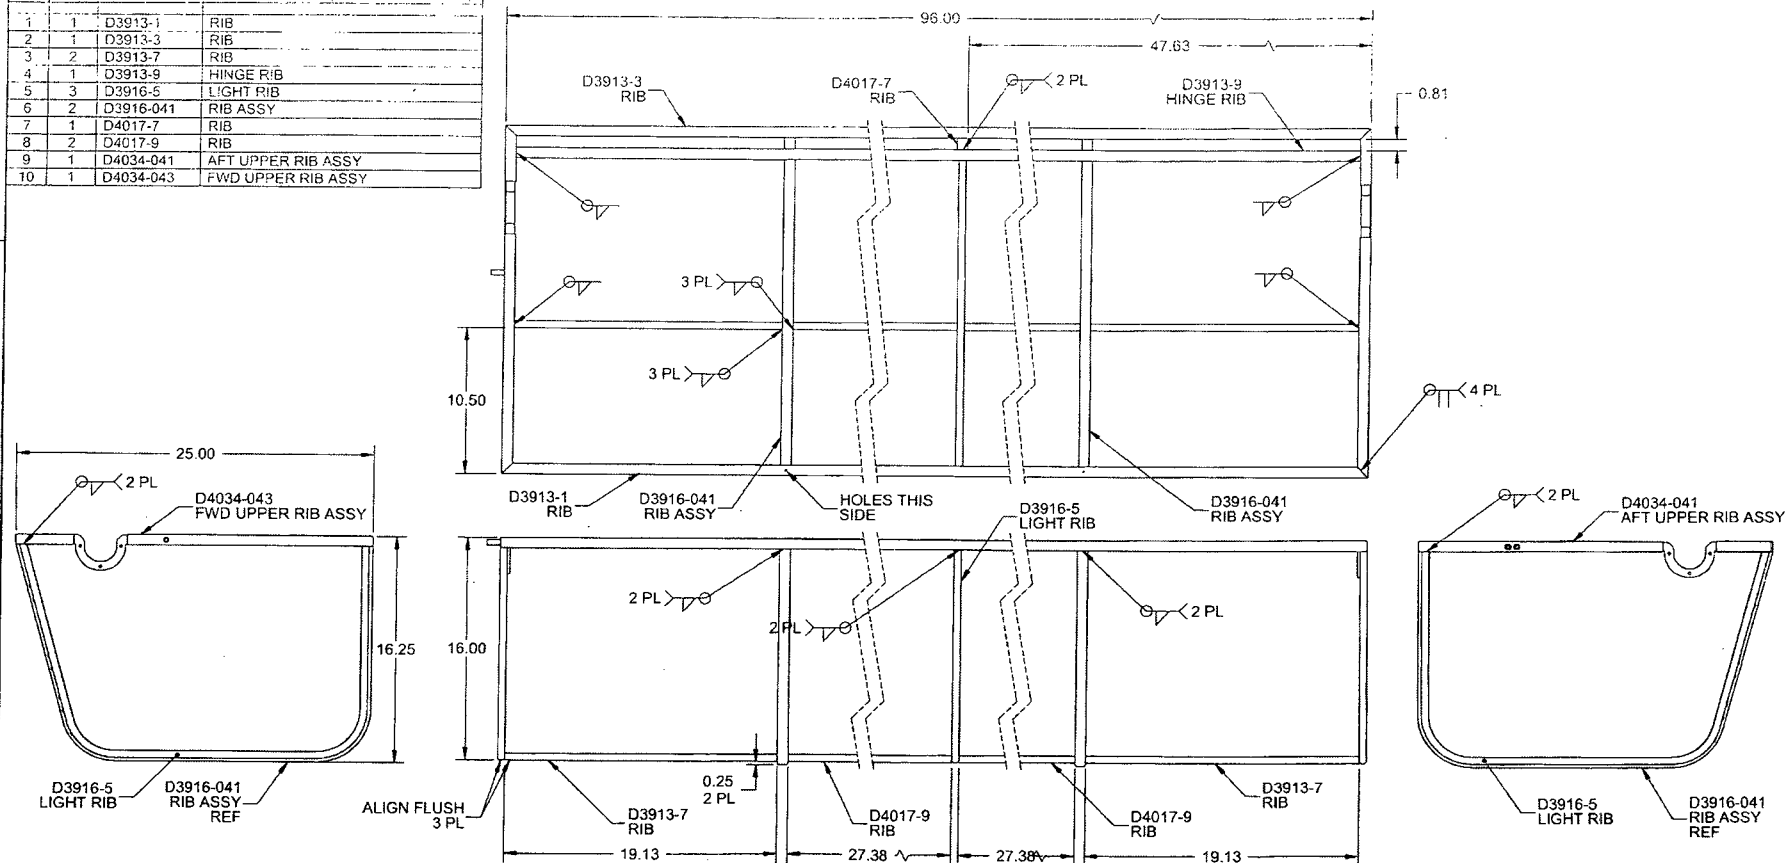 1 1 D3913-1 RIB
2 1 D3913-3 RIB
3 2 D3913-7 RIB
4 1 D3913-9 HINGE RIB
5 3 D3916-5 LIGHT RIB
6 2 D3916-041 RIB ASSY
7 1 D4017-7 RIB
8 2 D4017-9 RIB
9 1 D4034-041 AFT UPPER RIB ASSY
10 1 D4034-043 FWD UPPER RIB ASSY
96.00
47.63
D3913-3
RIB
D4017-7
RIB
2 PL
D3913-9
HINGE RIB
0.81
3 PL
3 PL
10.50
4 PL
D3913-1
RIB
D3916-041
RIB ASSY
HOLES THIS
SIDE
D3916-041
RIB ASSY
25.00
2 PL
D4034-043
FWD UPPER RIB ASSY
16.25
D3916-5
LIGHT RIB
D3916-041
RIB ASSY
REF
D3916-5
LIGHT RIB
16.00
2 PL
2 PL
2 PL
0.25
2 PL
ALIGN FLUSH
3 PL
D3913-7
RIB
D4017-9
RIB
D4017-9
RIB
D3913-7
RIB
19.13
27.38
27.38
19.13
2 PL
D4034-041
AFT UPPER RIB ASSY
D3916-5
LIGHT RIB
D3916-041
RIB ASSY
REF